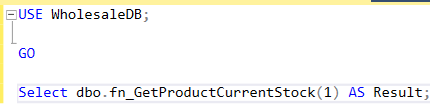 USE WholesaleDB;
GO
Select dbo.fn_GetProductCurrentStock(1) AS Result;